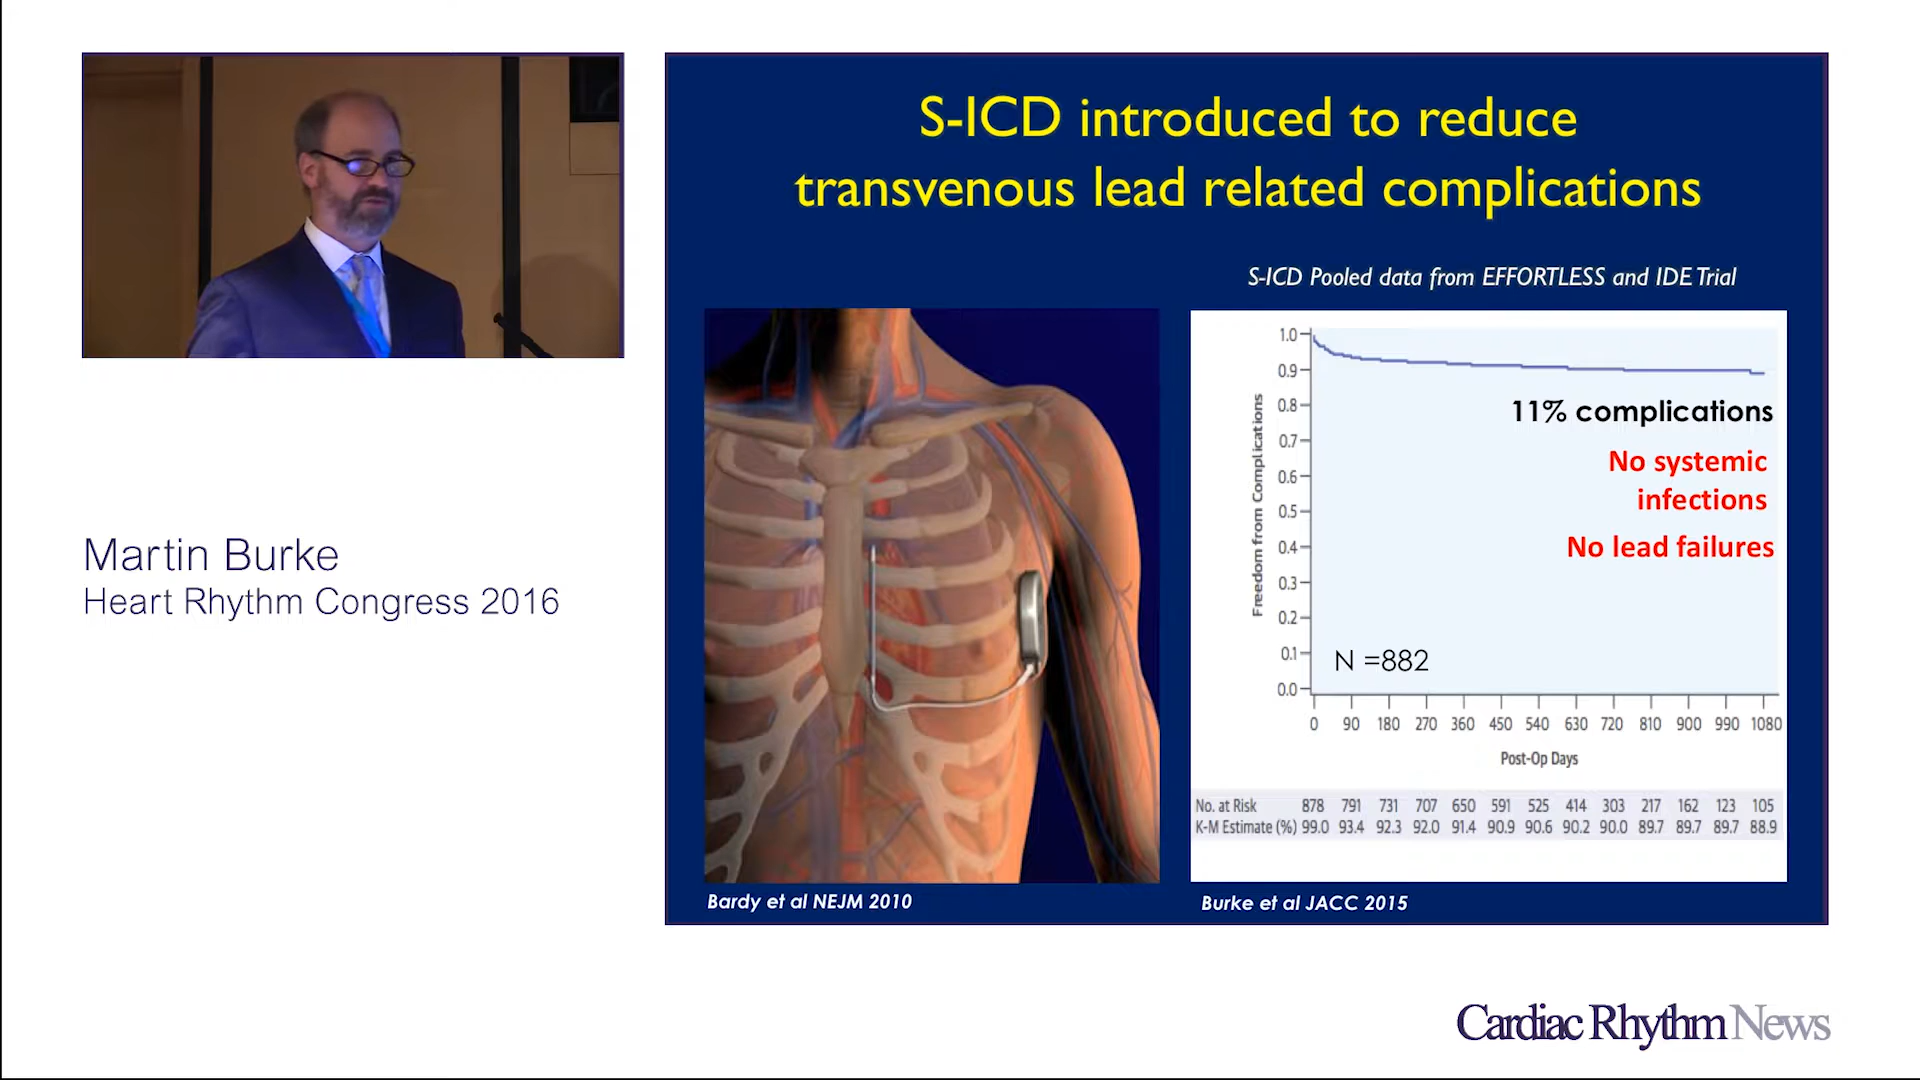 S-ICD introduced to reduce
transvenous lead related complications
S-ICD Pooled data from EFFORTLESS and IDE Trial
1.0
0.9
0.8
0.7
0.6
0.5
0.4
0.3
0.2
0.1
0.0
Freedom from Complications
11% complications
No systemic
infections
No lead failures
N =882
0 90 180 270 360 450 540 630 720 810 900 990 1080
Post-Op Days
No. at Risk 878 791 731 707 650 591 525 414 303 217 162 123 105
K-M Estimate (%) 99.0 93.4 92.3 92.0 91.4 90.9 90.6 90.2 90.0 89.7 89.7 89.7 88.9
Bardy et al NEJM 2010
Burke et al JACC 2015
Martin Burke
Heart Rhythm Congress 2016
Cardiac Rhythm News